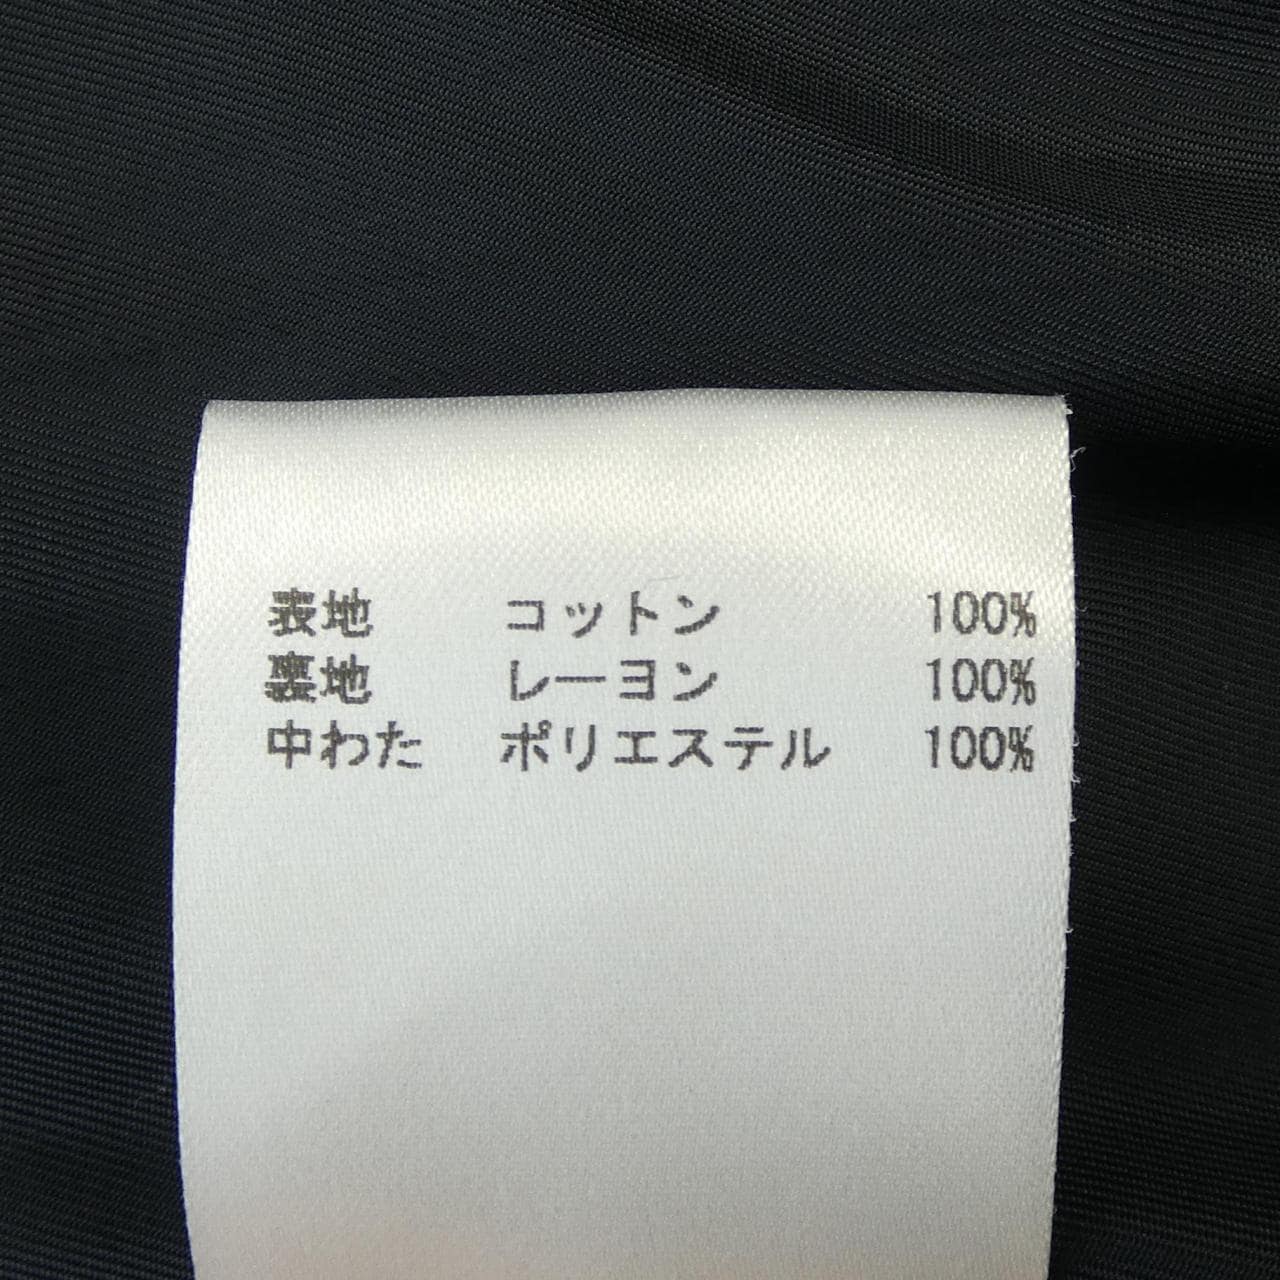 表地 コットン 100%
裏地 レーヨン 100%
中わた ポリエステル 100%